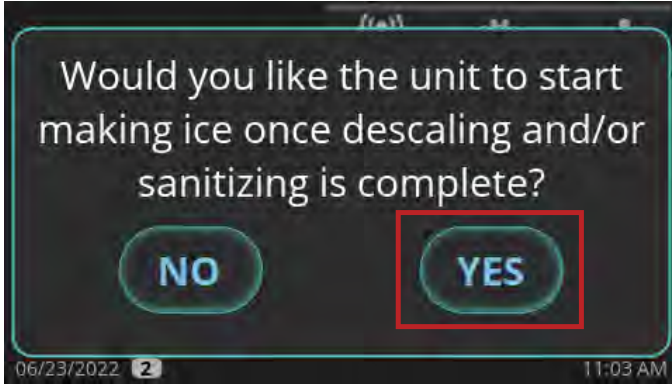 Would you like the unit to start
making ice once descaling and/or
sanitizing is complete?
NO YES
06/23/2022 2 11:03 AM